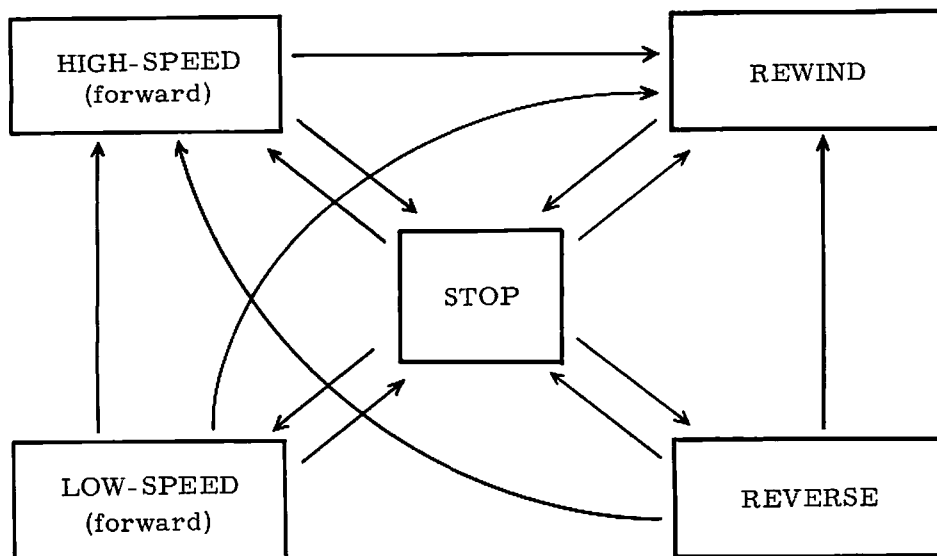 HIGH-SPEED
(forward)
REWIND
STOP
LOW-SPEED
(forward)
REVERSE